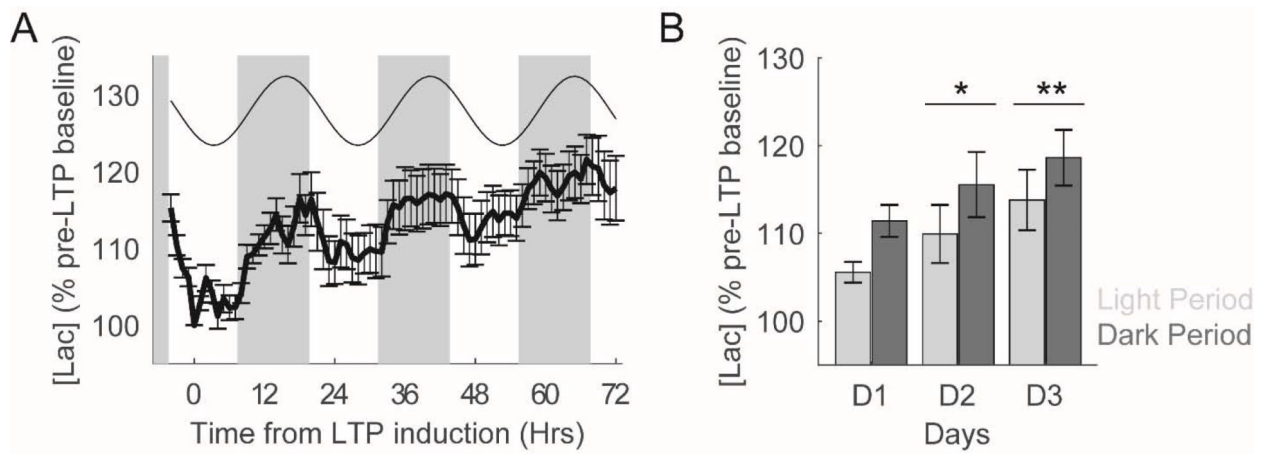 A
[Lac] (% pre-LTP baseline)
130
120
110
100
0 12 24 36 48 60 72
Time from LTP induction (Hrs)
B
[Lac] (% pre-LTP baseline)
130
120
110
100
* **
D1 D2 D3
Days
Light Period
Dark Period